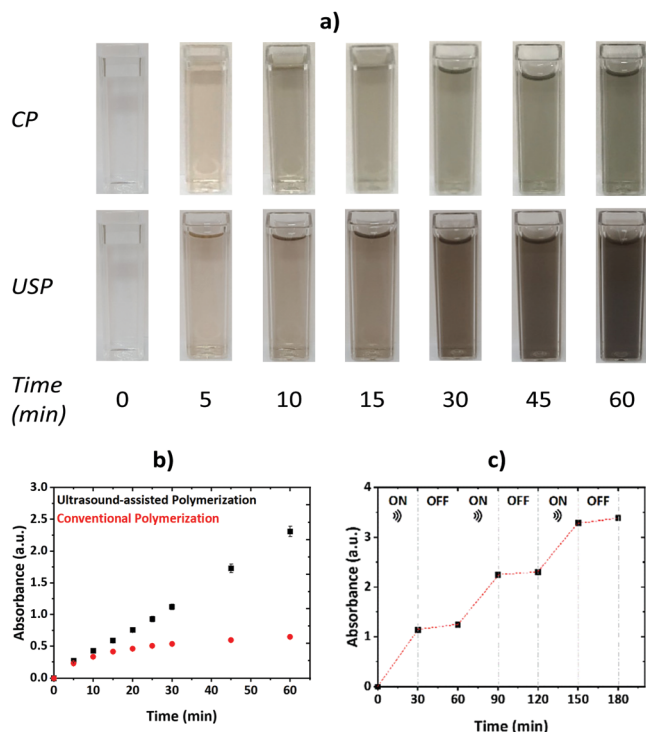 a)
CP
USP
Time
(min)
0 5 10 15 30 45 60
b)
3.0
2.5
2.0
1.5
1.0
0.5
0.0
Absorbance (a.u.)
Ultrasound-assisted Polymerization
Conventional Polymerization
0 10 20 30 40 50 60
Time (min)
c)
4
3
2
1
0
Absorbance (a.u.)
ON OFF ON OFF ON OFF
0 30 60 90 120 150 180
Time (min)